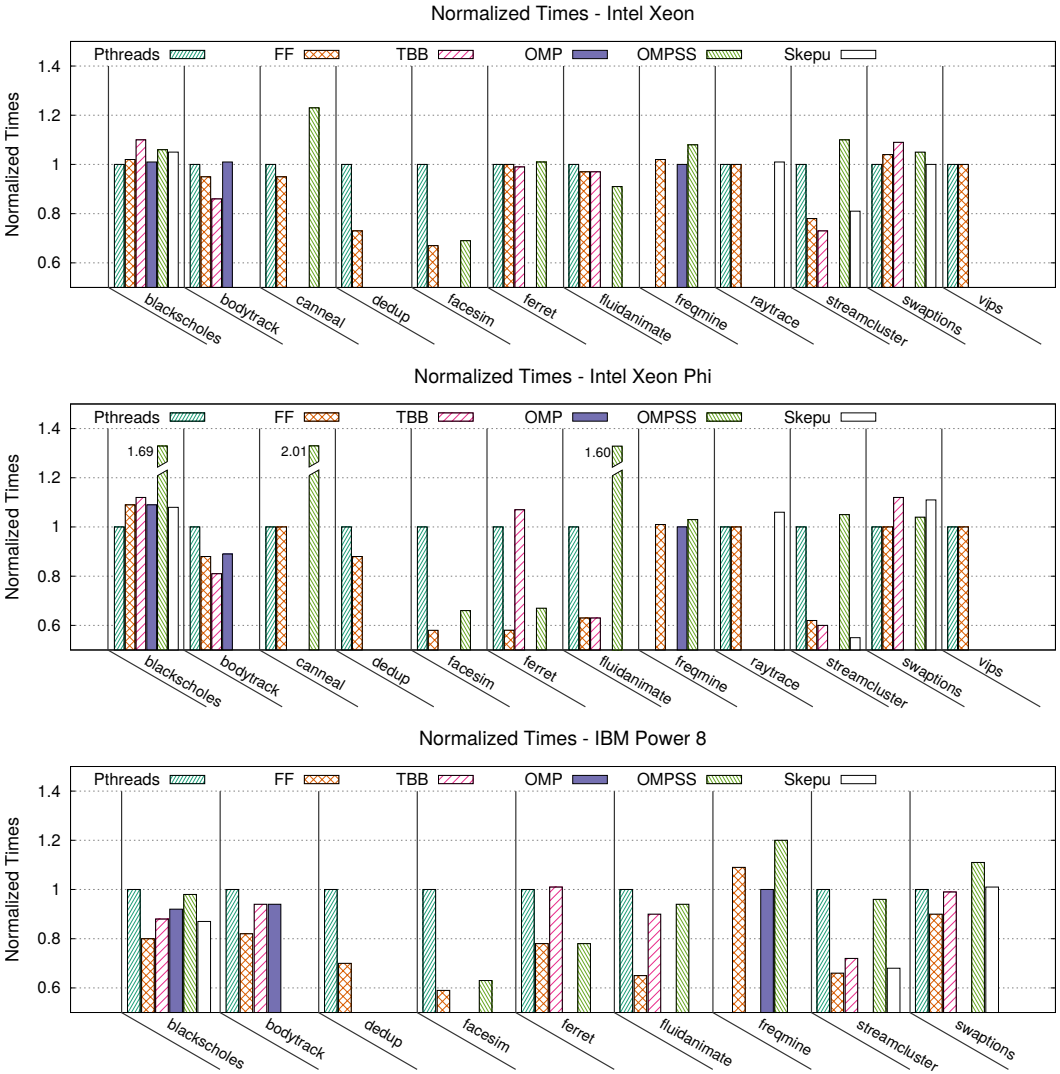 Normalized Times - Intel Xeon
Pthreads FF TBB OMP OMPSS Skepu
Normalized Times
1.4
1.2
1
0.8
0.6
blackscholes bodytrack canneal dedup facesim ferret fluidanimate freqmine raytrace streamcluster swaptions vips
Normalized Times - Intel Xeon Phi
Pthreads FF TBB OMP OMPSS Skepu
Normalized Times
1.4
1.69 2.01 1.60
1.2
1
0.8
0.6
blackscholes bodytrack canneal dedup facesim ferret fluidanimate freqmine raytrace streamcluster swaptions vips
Normalized Times - IBM Power 8
Pthreads FF TBB OMP OMPSS Skepu
Normalized Times
1.4
1.2
1
0.8
0.6
blackscholes bodytrack dedup facesim ferret fluidanimate freqmine streamcluster swaptions